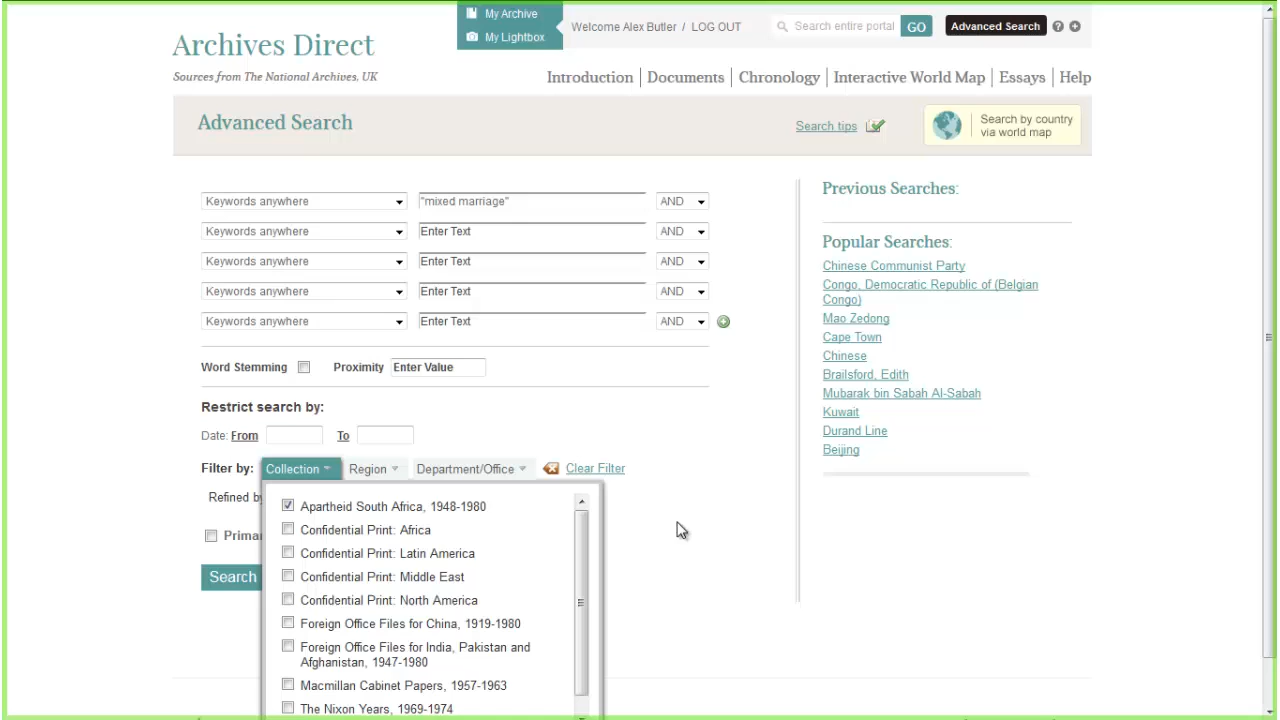 My Archive
My Lightbox
Welcome Alex Butler / LOG OUT
Search entire portal
GO
Advanced Search
?
Archives Direct
Sources from The National Archives, UK
Introduction | Documents | Chronology | Interactive World Map | Essays | Help
Advanced Search
Search tips
Search by country
via world map
Keywords anywhere "mixed marriage" AND
Keywords anywhere Enter Text AND
Keywords anywhere Enter Text AND
Keywords anywhere Enter Text AND
Keywords anywhere Enter Text AND
Word Stemming Proximity Enter Value
Restrict search by:
Date: From To
Filter by: Collection Region Department/Office Clear Filter
Refined by
Apartheid South Africa, 1948-1980
Confidential Print: Africa
Confidential Print: Latin America
Confidential Print: Middle East
Confidential Print: North America
Foreign Office Files for China, 1919-1980
Foreign Office Files for India, Pakistan and
Afghanistan, 1947-1980
Macmillan Cabinet Papers, 1957-1963
The Nixon Years, 1969-1974
Search
Previous Searches:
Popular Searches:
Chinese Communist Party
Congo, Democratic Republic of (Belgian
Congo)
Mao Zedong
Cape Town
Chinese
Brailsford, Edith
Mubarak bin Sabah Al-Sabah
Kuwait
Durand Line
Beijing